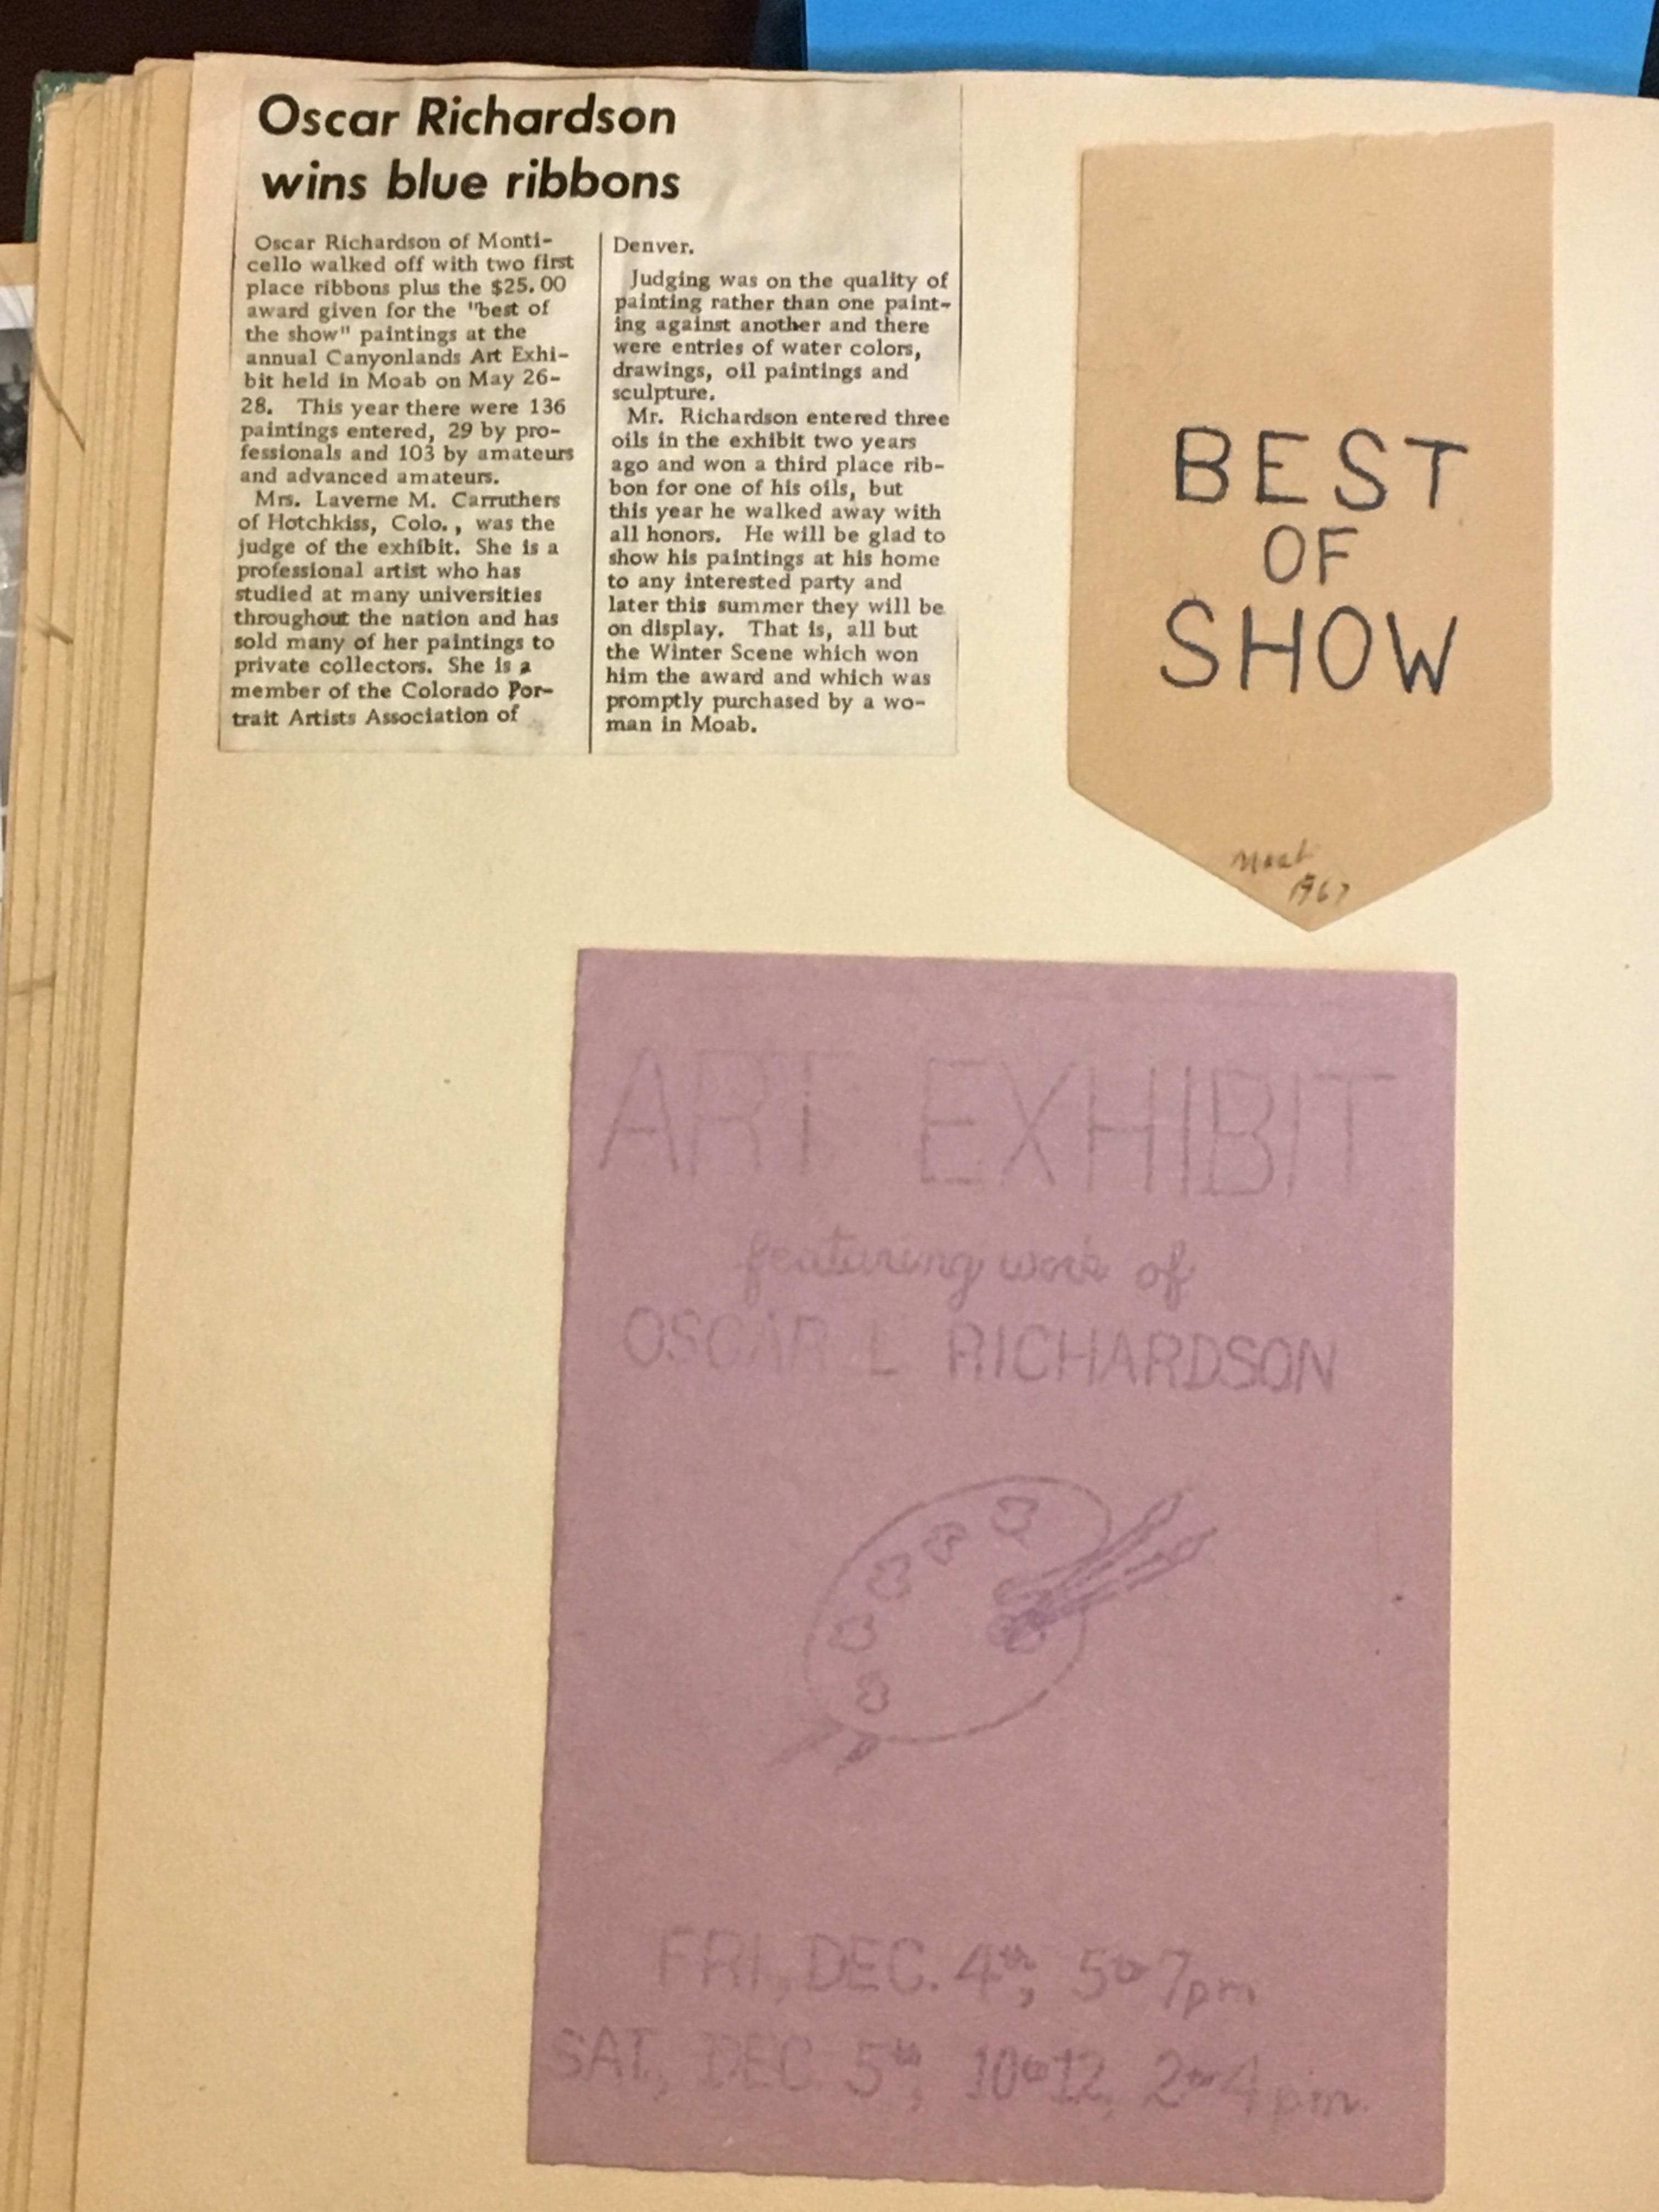 Oscar Richardson
wins blue ribbons
Oscar Richardson of Monti-
cello walked off with two first
place ribbons plus the $25.00
award given for the "best of
the show" paintings at the
annual Canyonlands Art Exhi-
bit held in Moab on May 26-
28. This year there were 136
paintings entered, 29 by pro-
fessionals and 103 by amateurs
and advanced amateurs.
Mrs. Laverne M. Carruthers
of Hotchkiss, Colo., was the
judge of the exhibit. She is a
professional artist who has
studied at many universities
throughout the nation and has
sold many of her paintings to
private collectors. She is a
member of the Colorado Por-
trait Artists Association of
Denver.
Judging was on the quality of
painting rather than one paint-
ing against another and there
were entries of water colors,
drawings, oil paintings and
sculpture.
Mr. Richardson entered three
oils in the exhibit two years
ago and won a third place rib-
bon for one of his oils, but
this year he walked away with
all honors. He will be glad to
show his paintings at his home
to any interested party and
later this summer they will be
on display. That is, all but
the Winter Scene which won
him the award and which was
promptly purchased by a wo-
man in Moab.
BEST
OF
SHOW
Moab
1967
ART EXHIBIT
featuring work of
OSCAR L RICHARDSON
FRI., DEC. 4th, 5 to 7 pm
SAT., DEC. 5th, 10 to 12, 2 to 4 p.m.